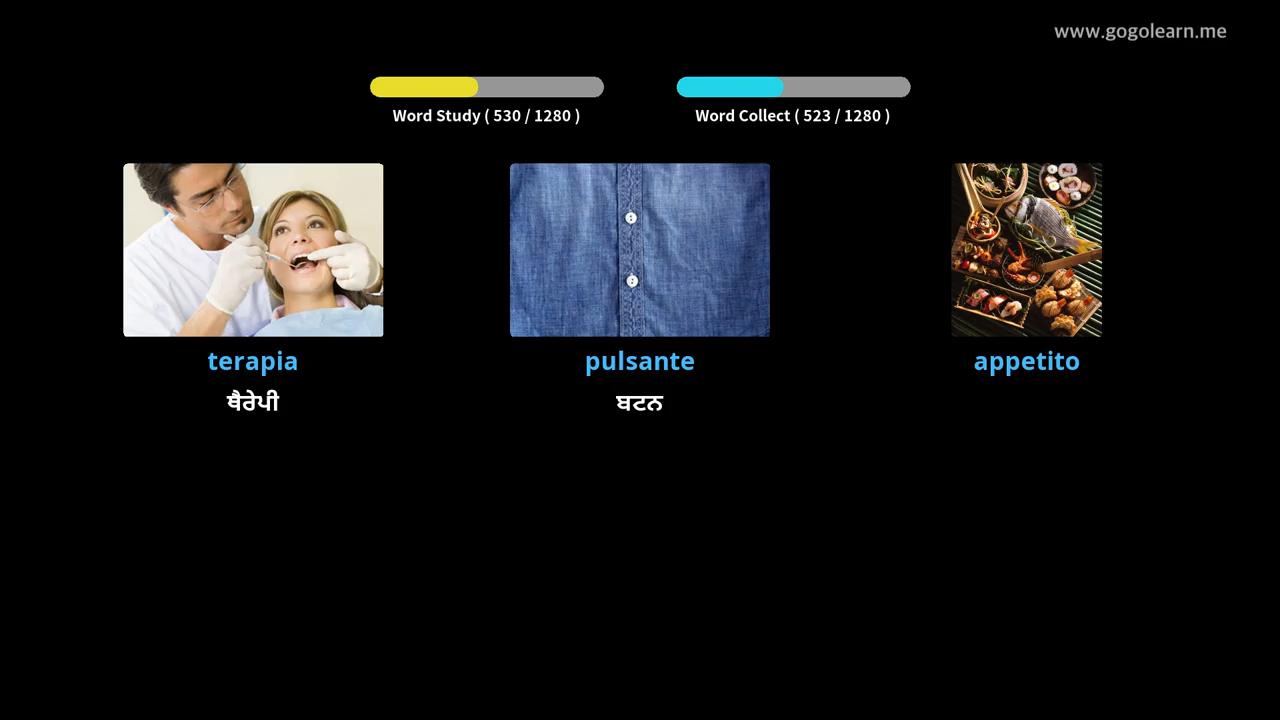 www.gogolearn.me
Word Study ( 530 / 1280 )
Word Collect ( 523 / 1280 )
terapia
pulsante
appetito
ਥੈਰੇਪੀ
ਬਟਨ